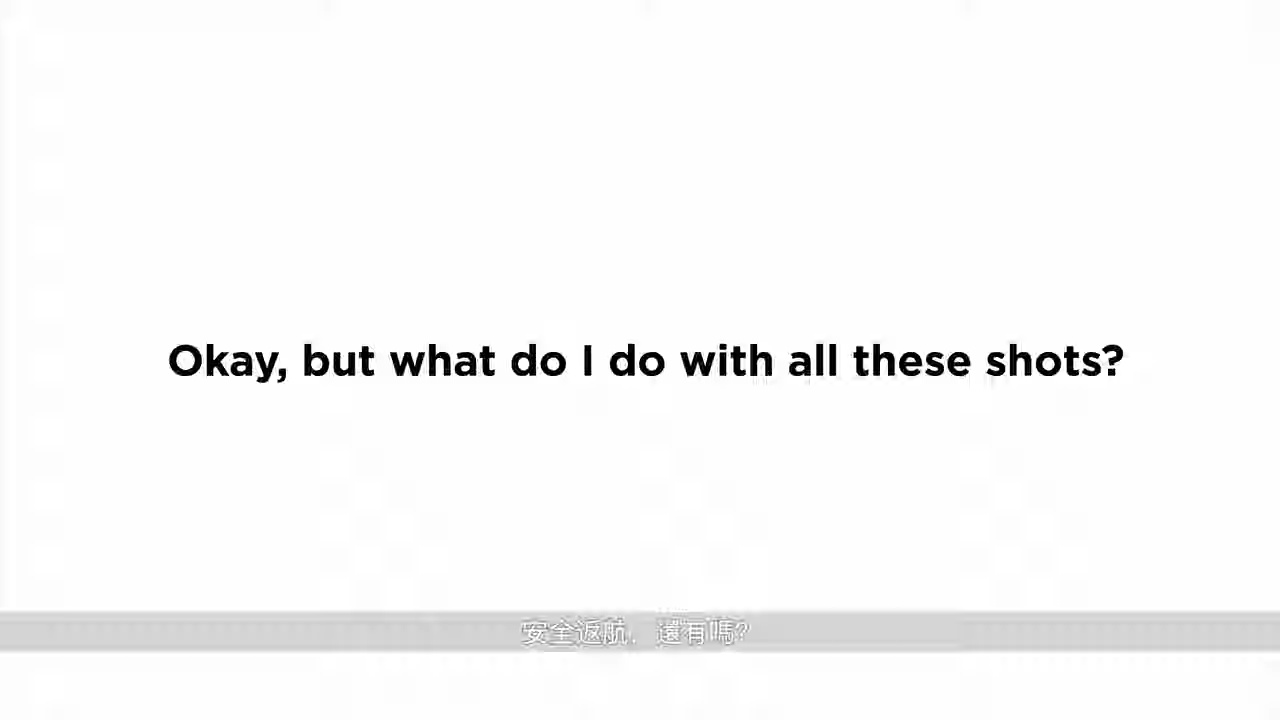 Okay, but what do I do with all these shots?
安全返航，還有嗎？